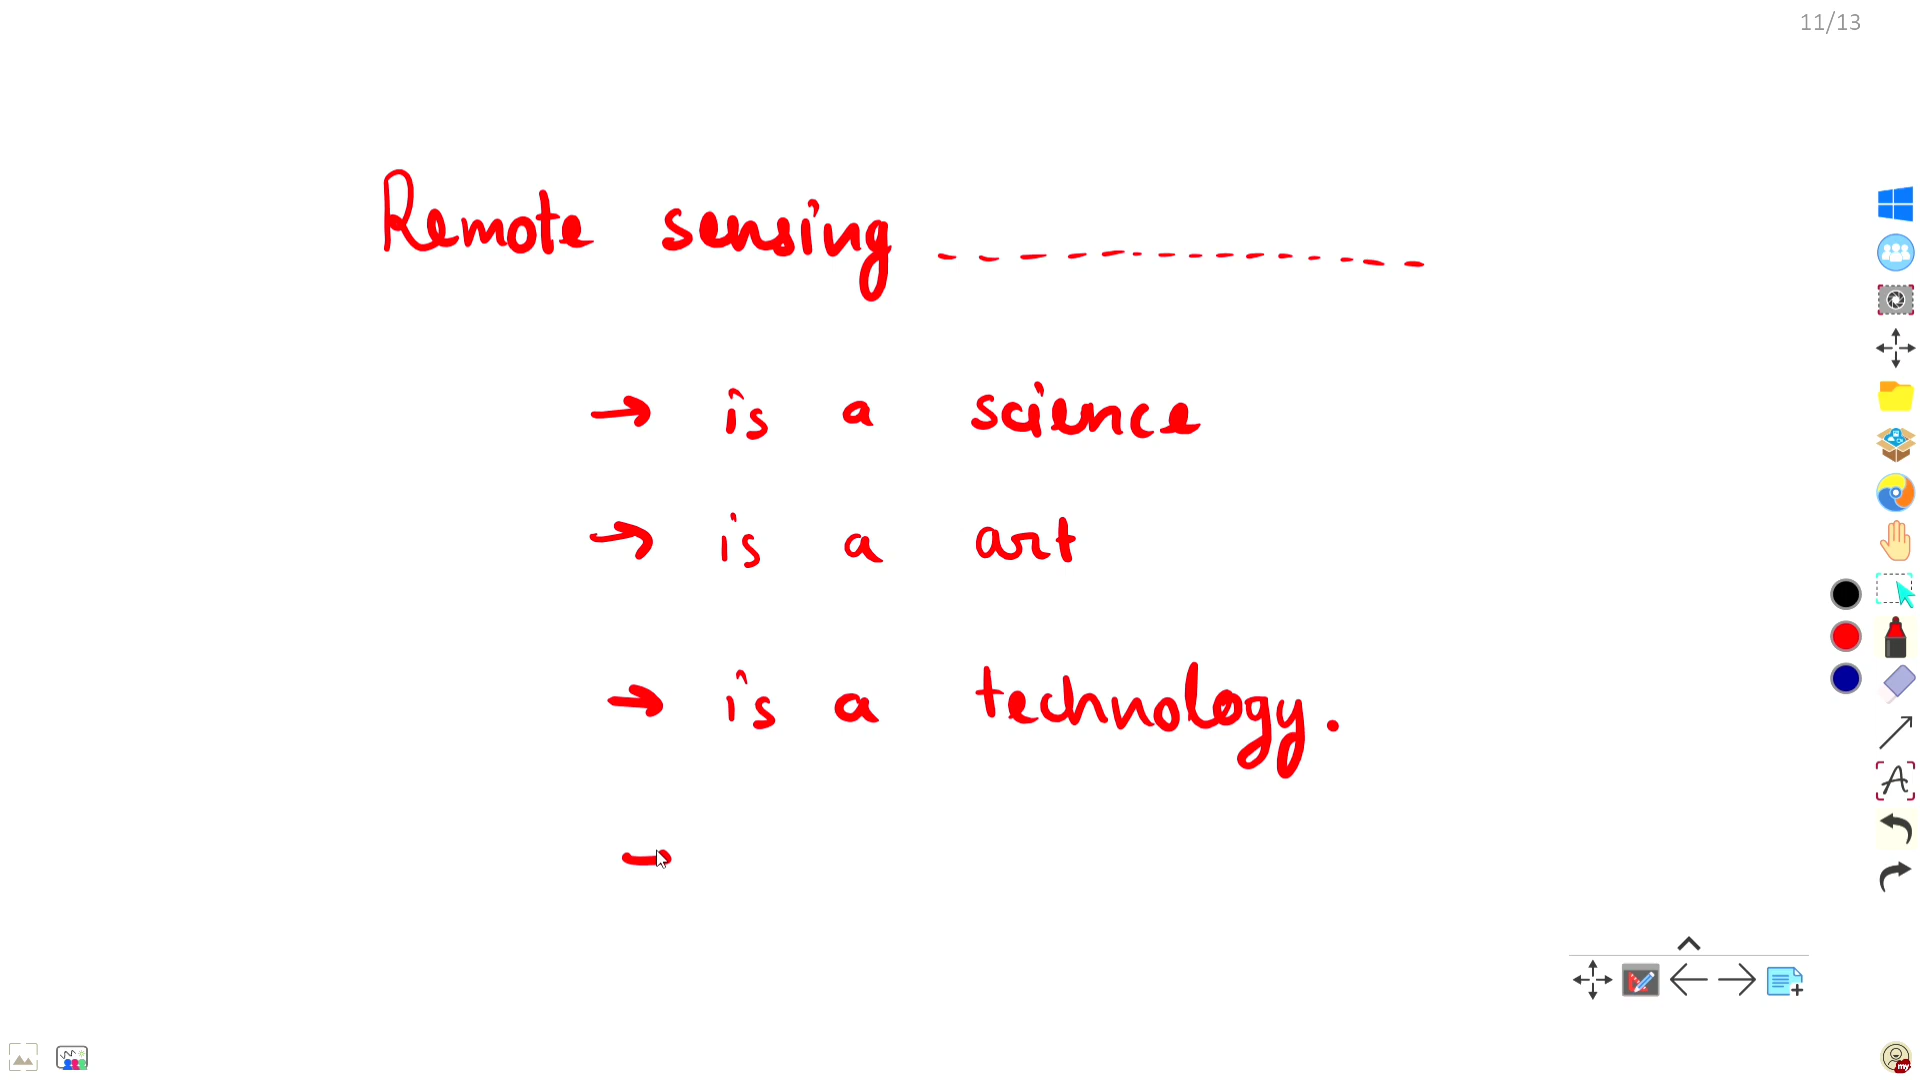 11/13
Remote sensing --------------
→ is a science
→ is a art
→ is a technology.